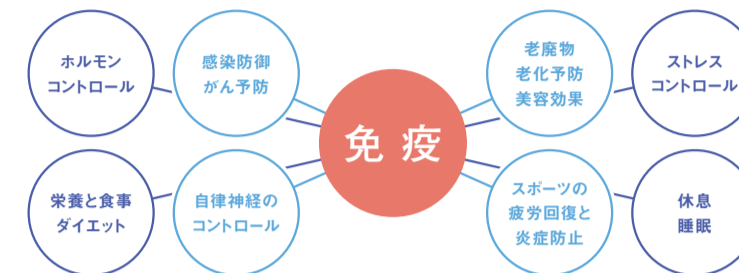 ホルモン
コントロール
感染防御
がん予防
老廃物
老化予防
美容効果
ストレス
コントロール
免疫
栄養と食事
ダイエット
自律神経の
コントロール
スポーツの
疲労回復と
炎症防止
休息
睡眠